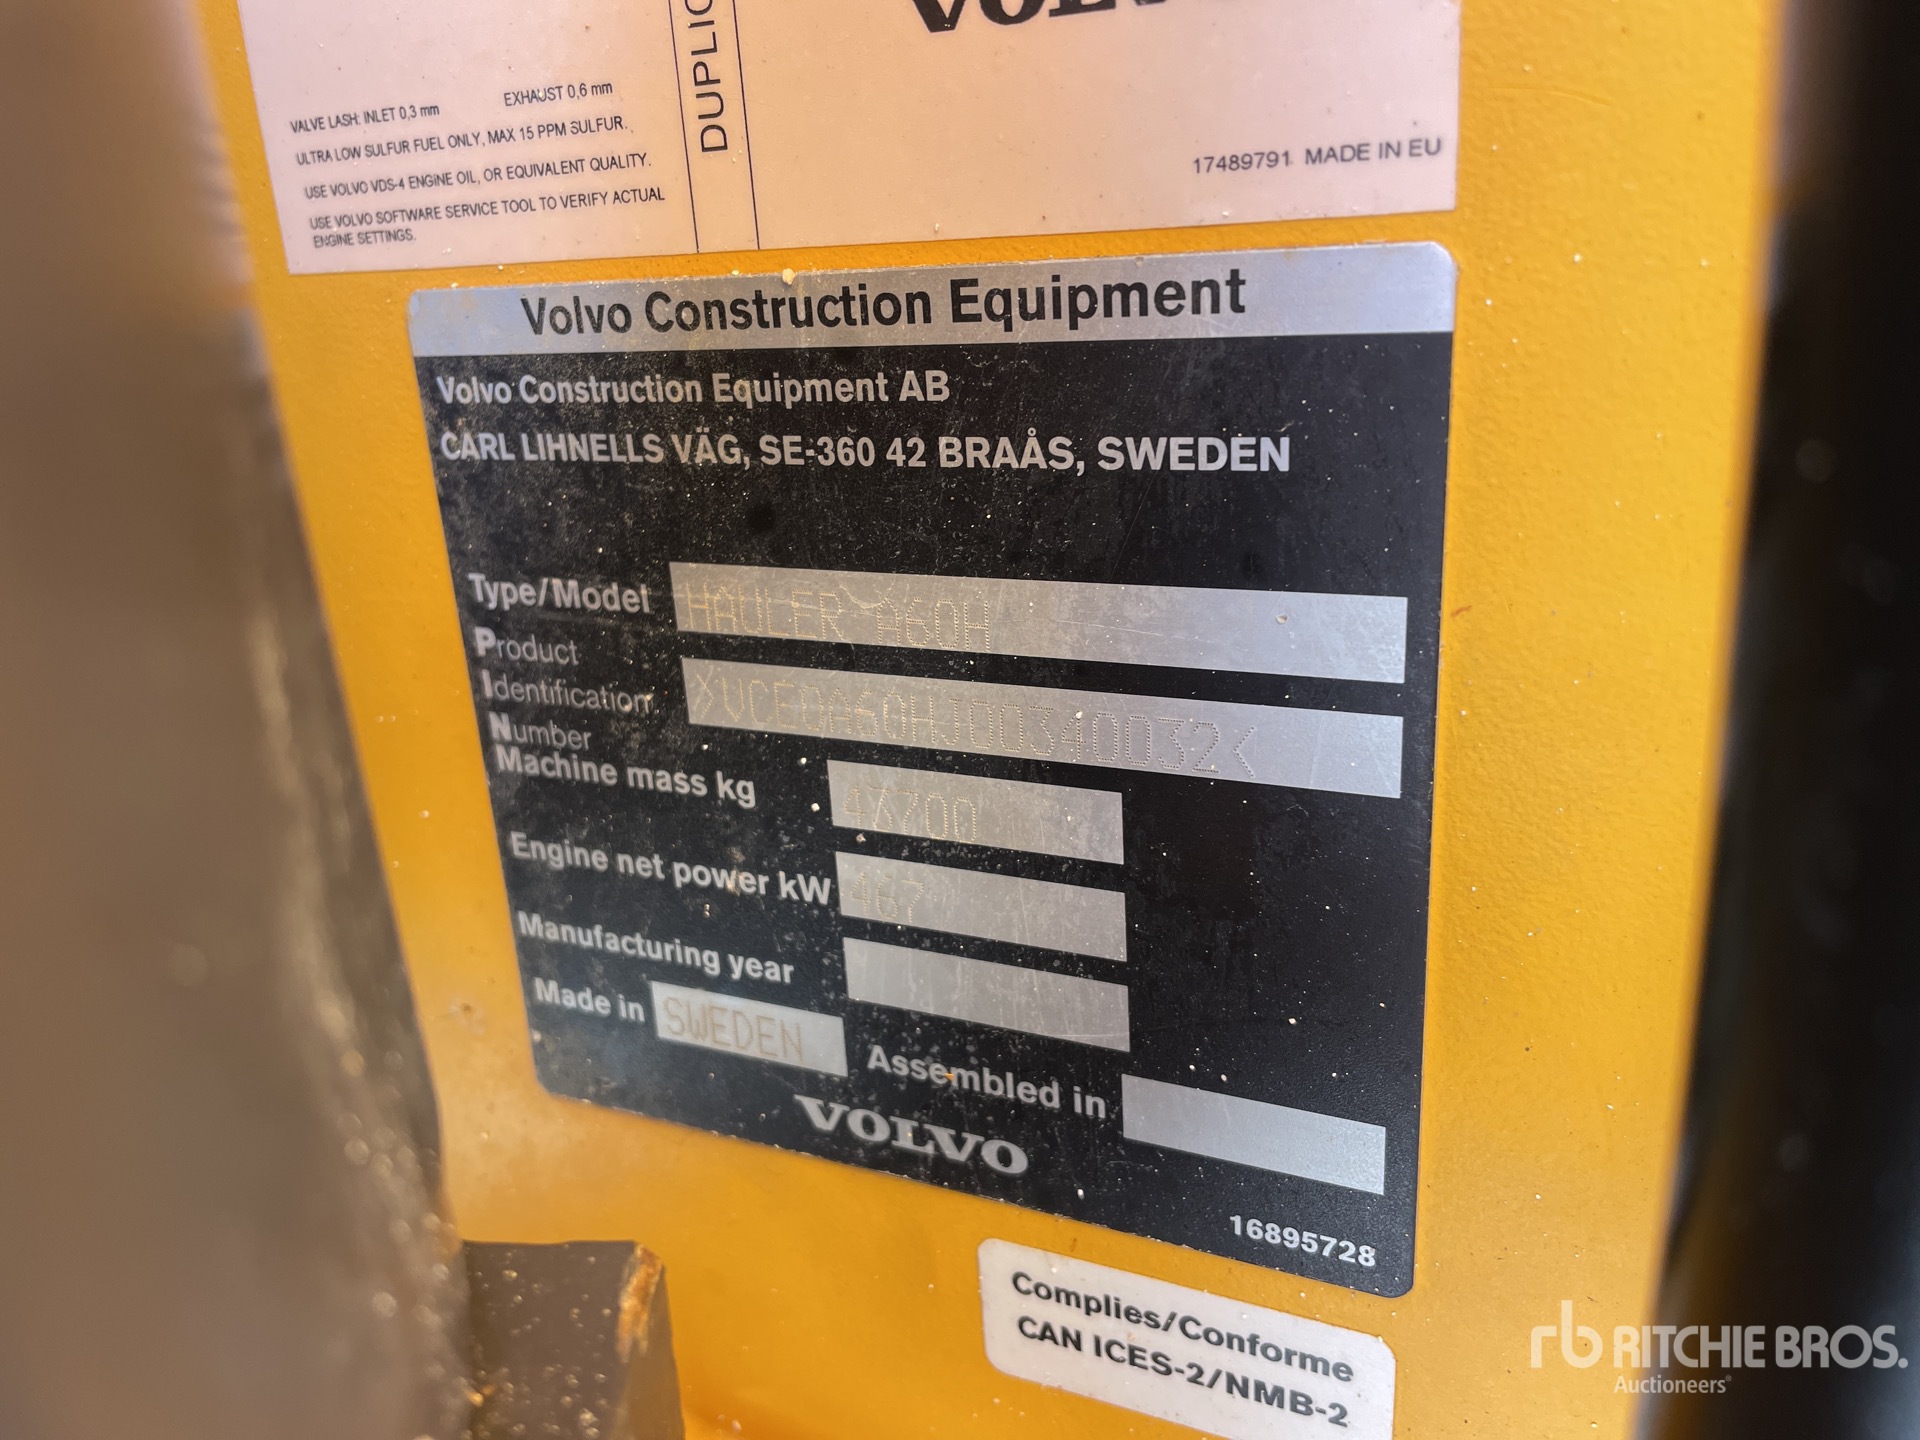 VOLVO
DUPLIC
VALVE LASH: INLET 0,3 mm EXHAUST 0,6 mm
ULTRA LOW SULFUR FUEL ONLY, MAX 15 PPM SULFUR.
USE VOLVO VDS-4 ENGINE OIL, OR EQUIVALENT QUALITY.
USE VOLVO SOFTWARE SERVICE TOOL TO VERIFY ACTUAL
ENGINE SETTINGS.
17489791 MADE IN EU
Volvo Construction Equipment
Volvo Construction Equipment AB
CARL LIHNELLS VÄG, SE-360 42 BRAÅS, SWEDEN
Type/Model HAULER A60H
Product
Identification >VCE0A60HJ00340032<
Number
Machine mass kg 43700
Engine net power kW 467
Manufacturing year
Made in SWEDEN Assembled in
VOLVO
16895728
Complies/Conforme
CAN ICES-2/NMB-2
rb RITCHIE BROS.
Auctioneers